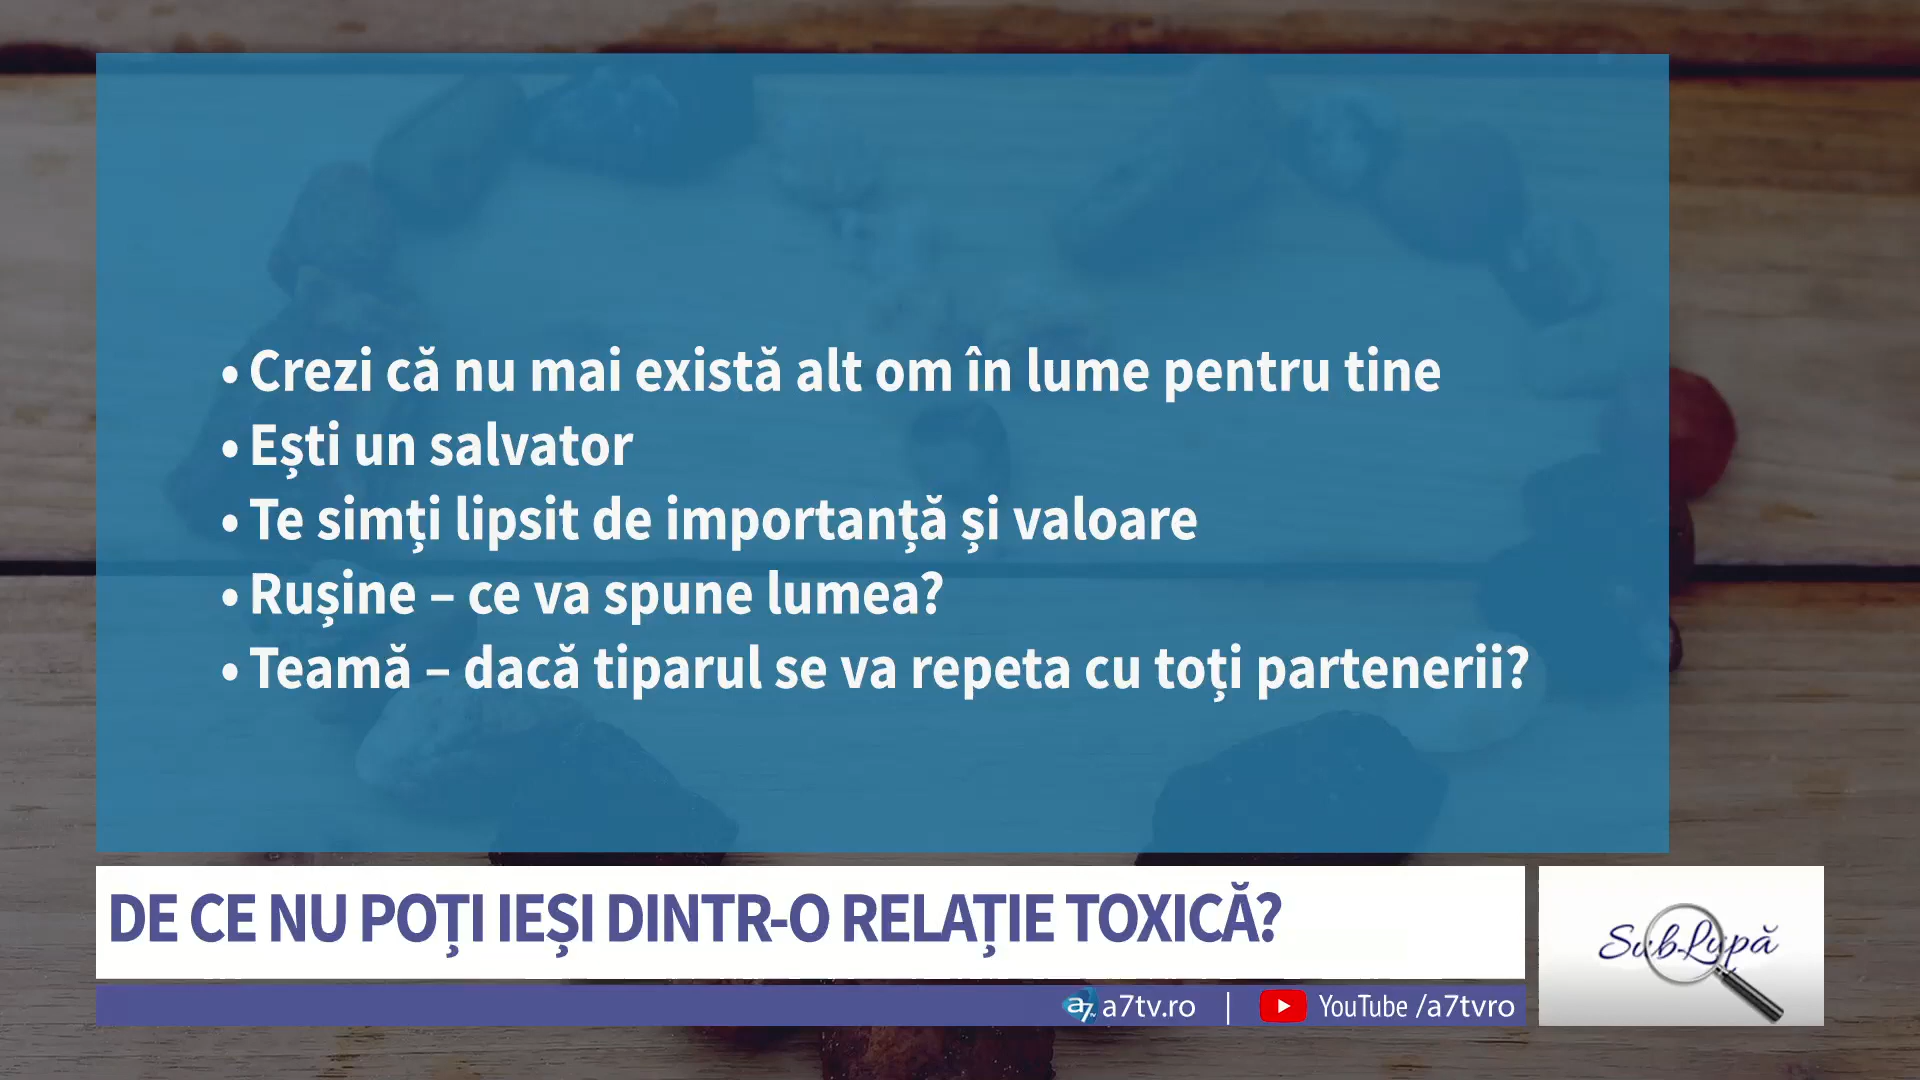 • Crezi că nu mai există alt om în lume pentru tine
• Ești un salvator
• Te simți lipsit de importanță și valoare
• Rușine – ce va spune lumea?
• Teamă – dacă tiparul se va repeta cu toți partenerii?
DE CE NU POȚI IEȘI DINTR-O RELAȚIE TOXICĂ?
Sub Lupă
a7tv a7tv.ro | YouTube /a7tvro